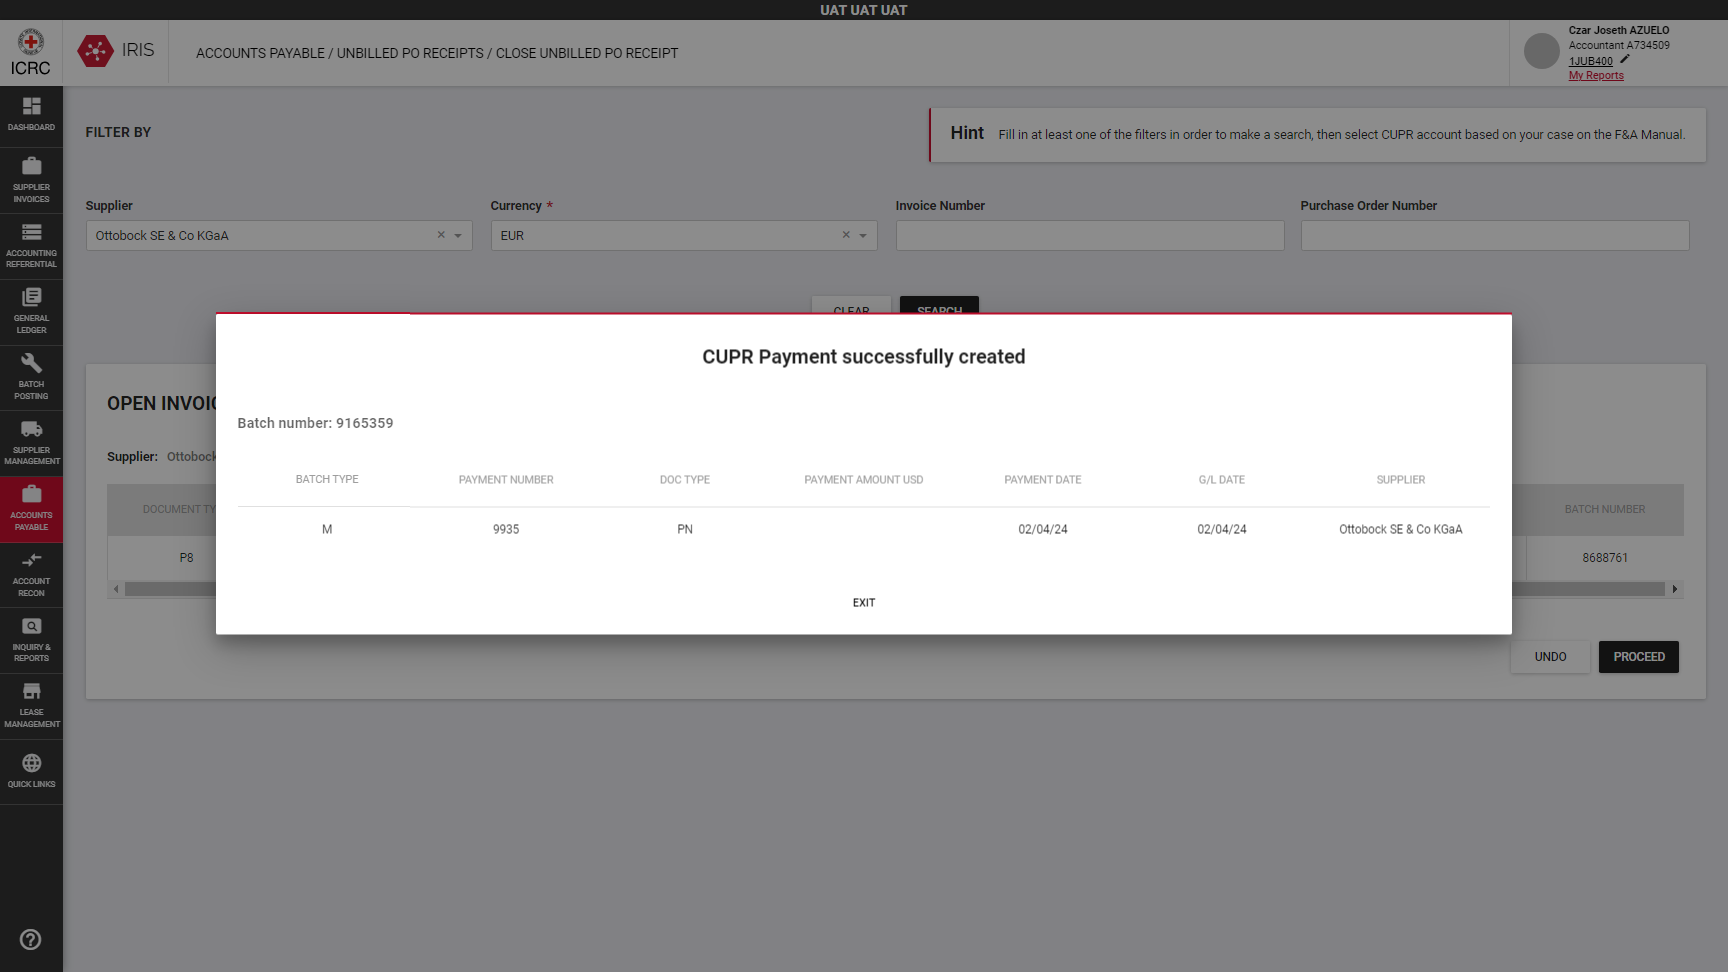 UAT UAT UAT
ICRC
IRIS
ACCOUNTS PAYABLE / UNBILLED PO RECEIPTS / CLOSE UNBILLED PO RECEIPT
Czar Joseth AZUELO
Accountant A734509
1JUB400
My Reports
DASHBOARD
SUPPLIER
INVOICES
ACCOUNTING
REFERENTIAL
GENERAL
LEDGER
BATCH
POSTING
SUPPLIER
MANAGEMENT
ACCOUNTS
PAYABLE
ACCOUNT
RECON
INQUIRY &
REPORTS
LEASE
MANAGEMENT
QUICK LINKS
FILTER BY
Hint Fill in at least one of the filters in order to make a search, then select CUPR account based on your case on the F&A Manual.
Supplier Currency * Invoice Number Purchase Order Number
Ottobock SE & Co KGaA EUR
CLEAR SEARCH
CUPR Payment successfully created
Batch number: 9165359
BATCH TYPE PAYMENT NUMBER DOC TYPE PAYMENT AMOUNT USD PAYMENT DATE G/L DATE SUPPLIER
M 9935 PN 02/04/24 02/04/24 Ottobock SE & Co KGaA
EXIT
OPEN INVOIC
Supplier: Ottobock
DOCUMENT TY BATCH NUMBER
P8 8688761
UNDO PROCEED